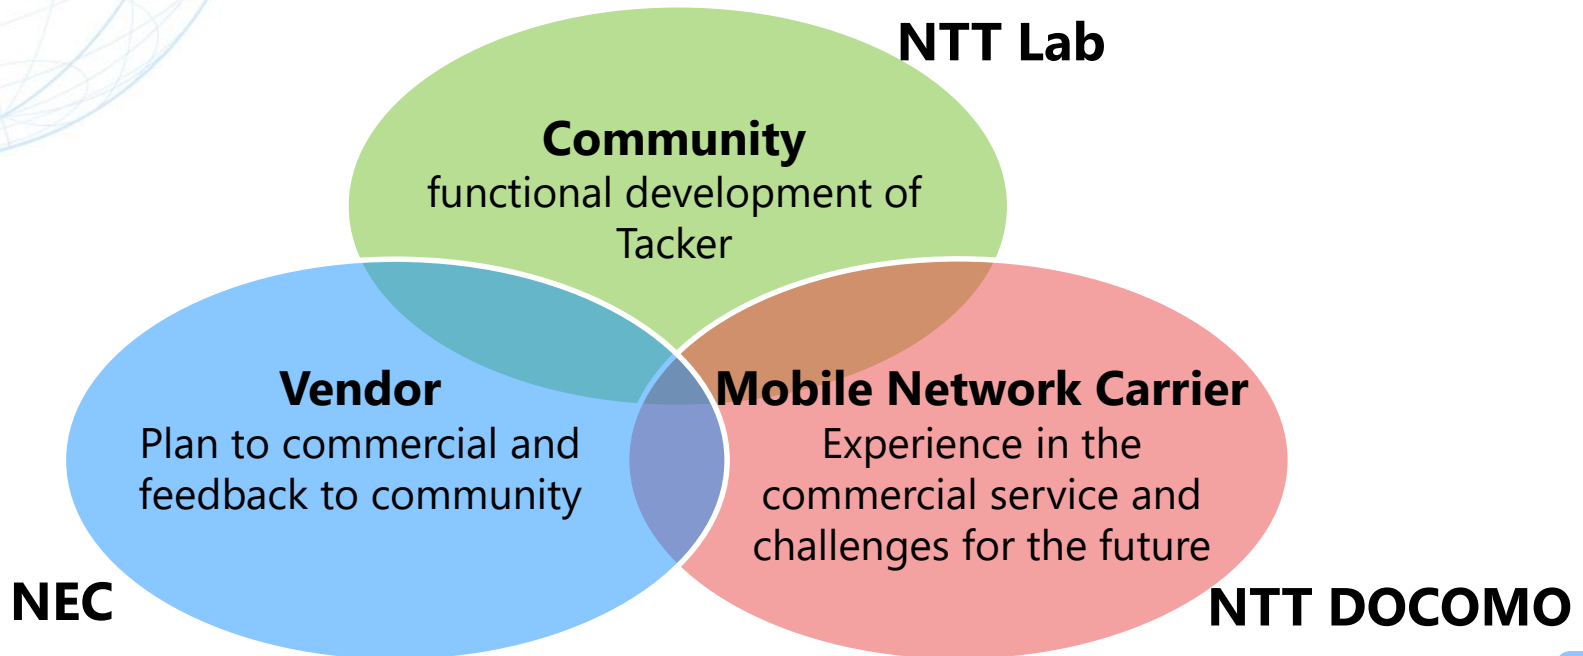 NTT Lab
Community
functional development of
Tacker
Vendor
Plan to commercial and
feedback to community
Mobile Network Carrier
Experience in the
commercial service and
challenges for the future
NEC
NTT DOCOMO